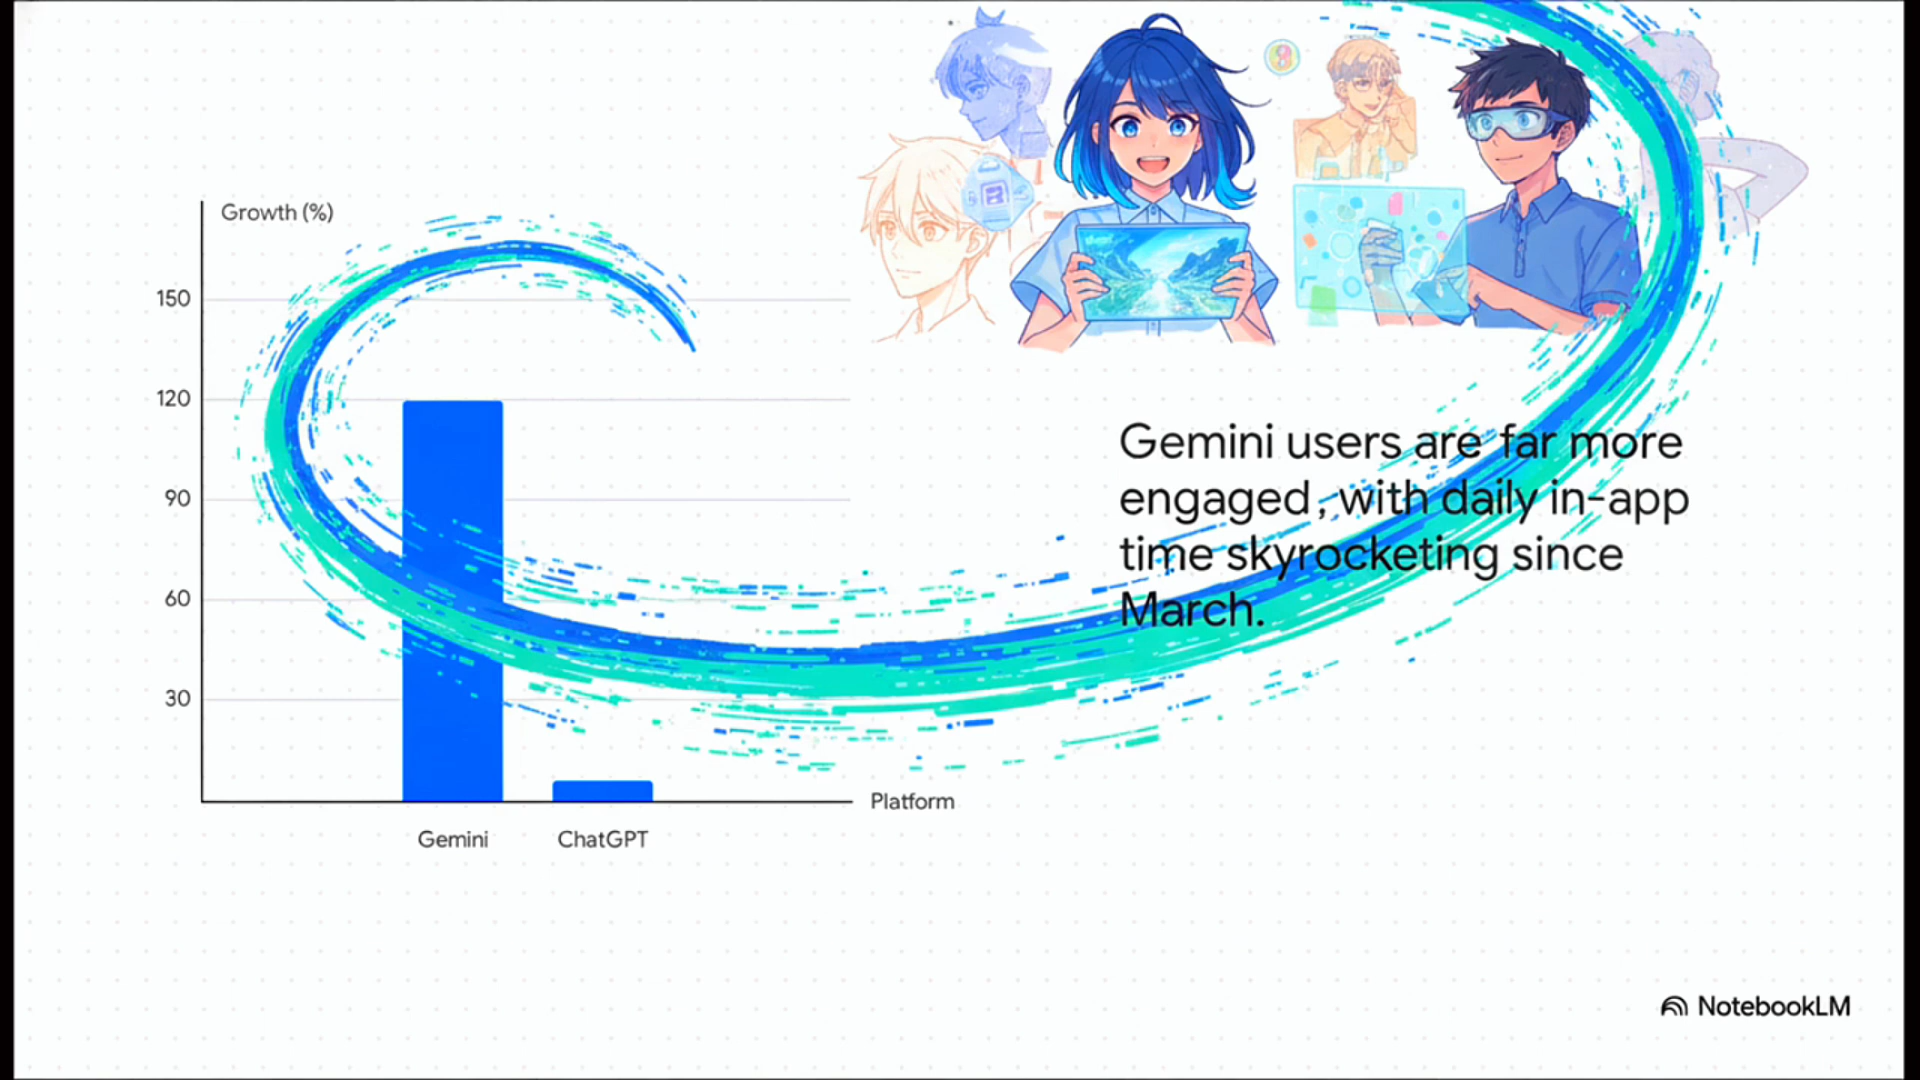 Growth (%)
150
120
90
60
30
Gemini
ChatGPT
Platform
Gemini users are far more
engaged, with daily in-app
time skyrocketing since
March.
NotebookLM